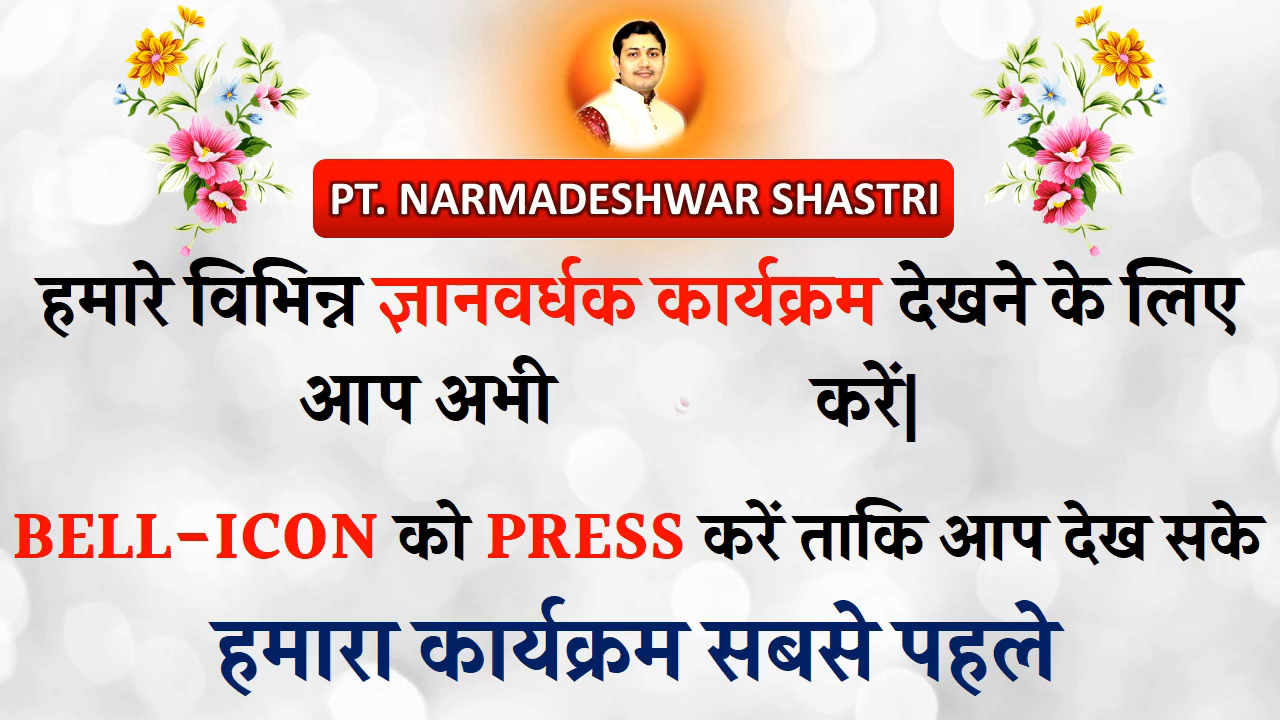 PT. NARMADESHWAR SHASTRI
हमारे विभिन्न ज्ञानवर्धक कार्यक्रम देखने के लिए
आप अभी करें|
BELL-ICON को PRESS करें ताकि आप देख सके
हमारा कार्यक्रम सबसे पहले